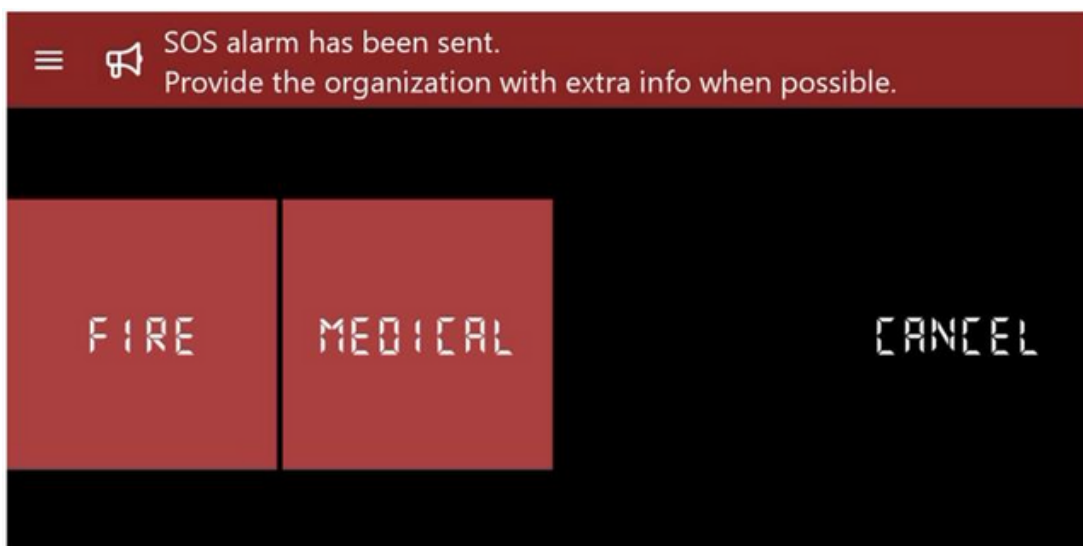 SOS alarm has been sent.
Provide the organization with extra info when possible.
FIRE MEDICAL CANCEL